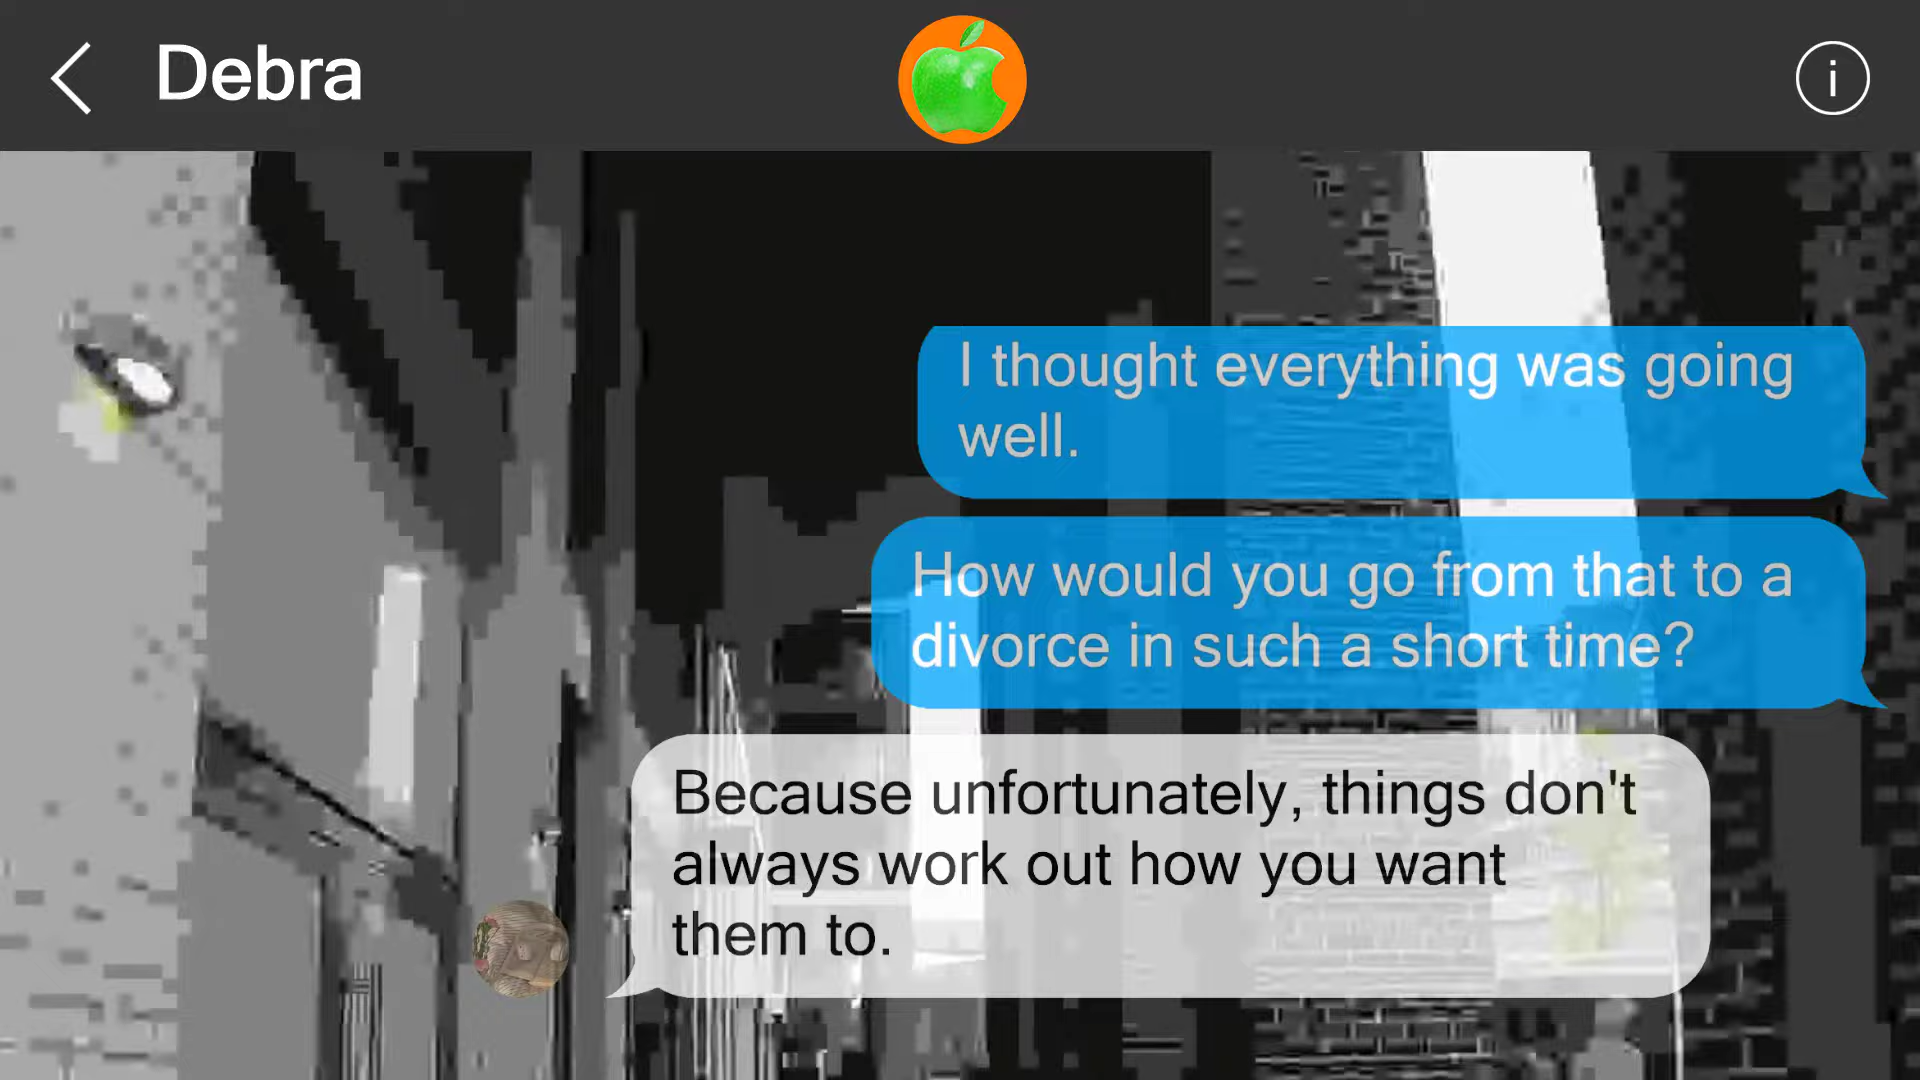 Debra
i
I thought everything was going
well.
How would you go from that to a
divorce in such a short time?
Because unfortunately, things don't
always work out how you want
them to.